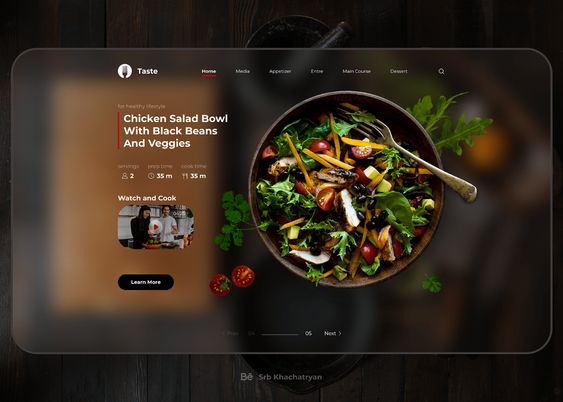 Taste
Home Media Appetizer Entre Main Course Dessert
for healthy lifestyle
Chicken Salad Bowl
With Black Beans
And Veggies
servings prep time cook time
2 35 m 35 m
Watch and Cook
Learn More
Prev 04 05 Next
Bē Srb Khachatryan